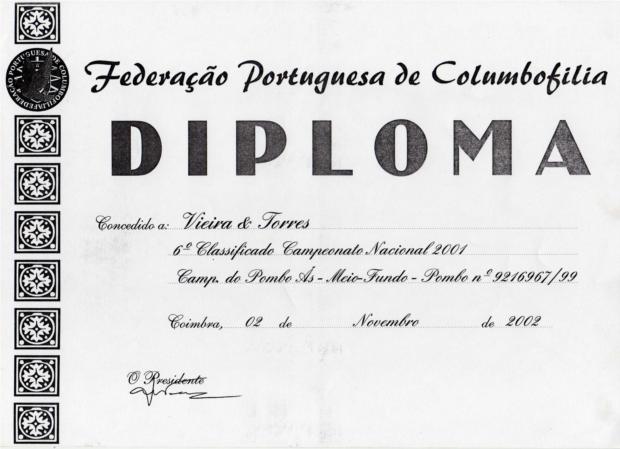 Federação Portuguesa de Columbofilia
DIPLOMA
Concedido a: Vieira & Torres
6º Classificado Campeonato Nacional 2001
Camp. do Pombo Ás - Meio-Fundo - Pombo nº 9216967/99
Coimbra, 02 de Novembro de 2002
O Presidente